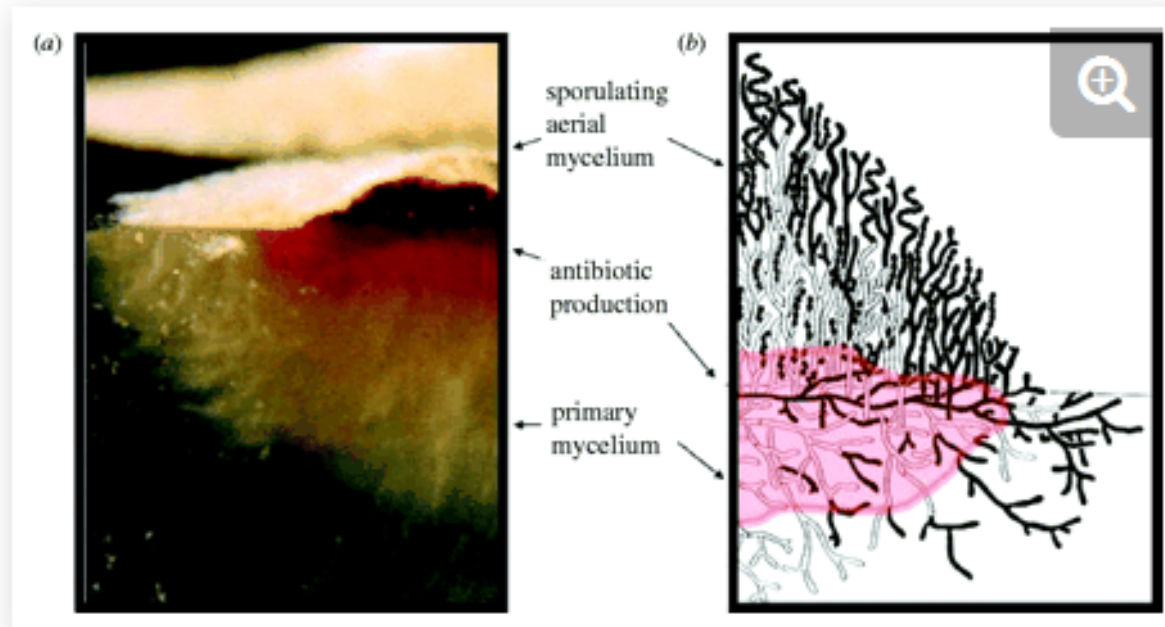 (a)
(b)
sporulating
aerial
mycelium
antibiotic
production
primary
mycelium